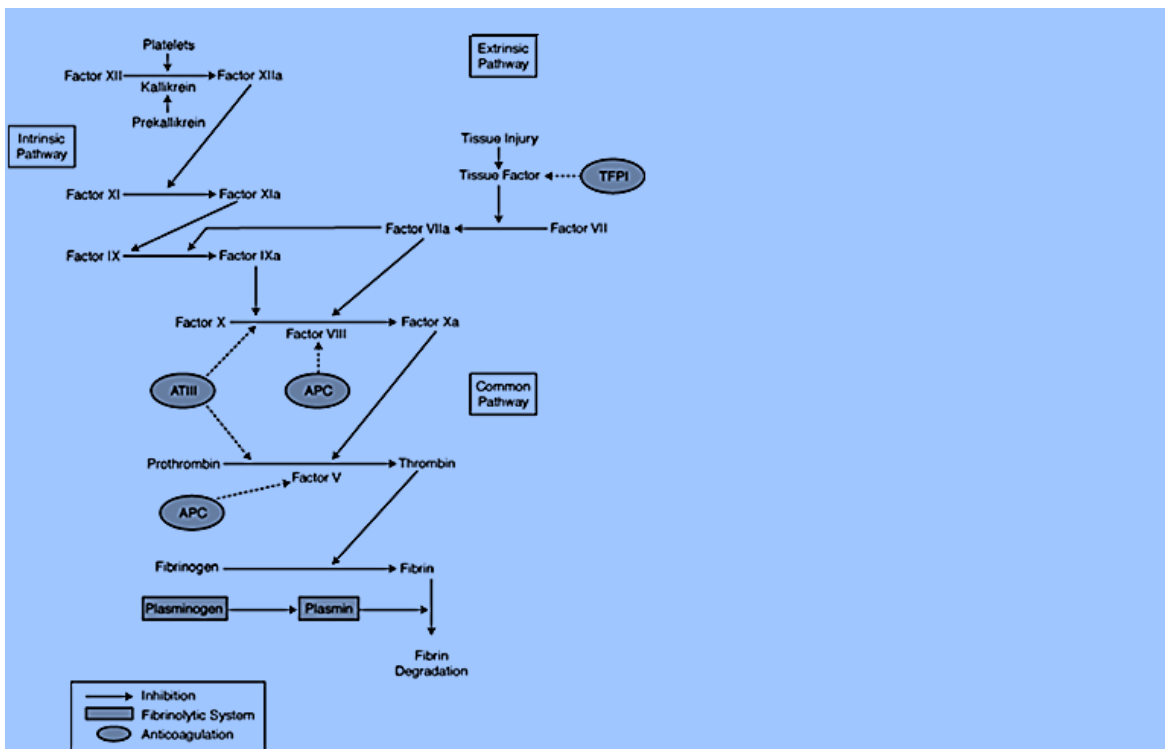 Platelets
Factor XII
Factor XIIa
Kallikrein
Prekallikrein
Extrinsic
Pathway
Intrinsic
Pathway
Tissue Injury
Tissue Factor
TFPI
Factor XI
Factor XIa
Factor VIIa
Factor VII
Factor IX
Factor IXa
Factor X
Factor VIII
Factor Xa
ATIII
APC
Common
Pathway
Prothrombin
Factor V
Thrombin
APC
Fibrinogen
Fibrin
Plasminogen
Plasmin
Fibrin
Degradation
Inhibition
Fibrinolytic System
Anticoagulation